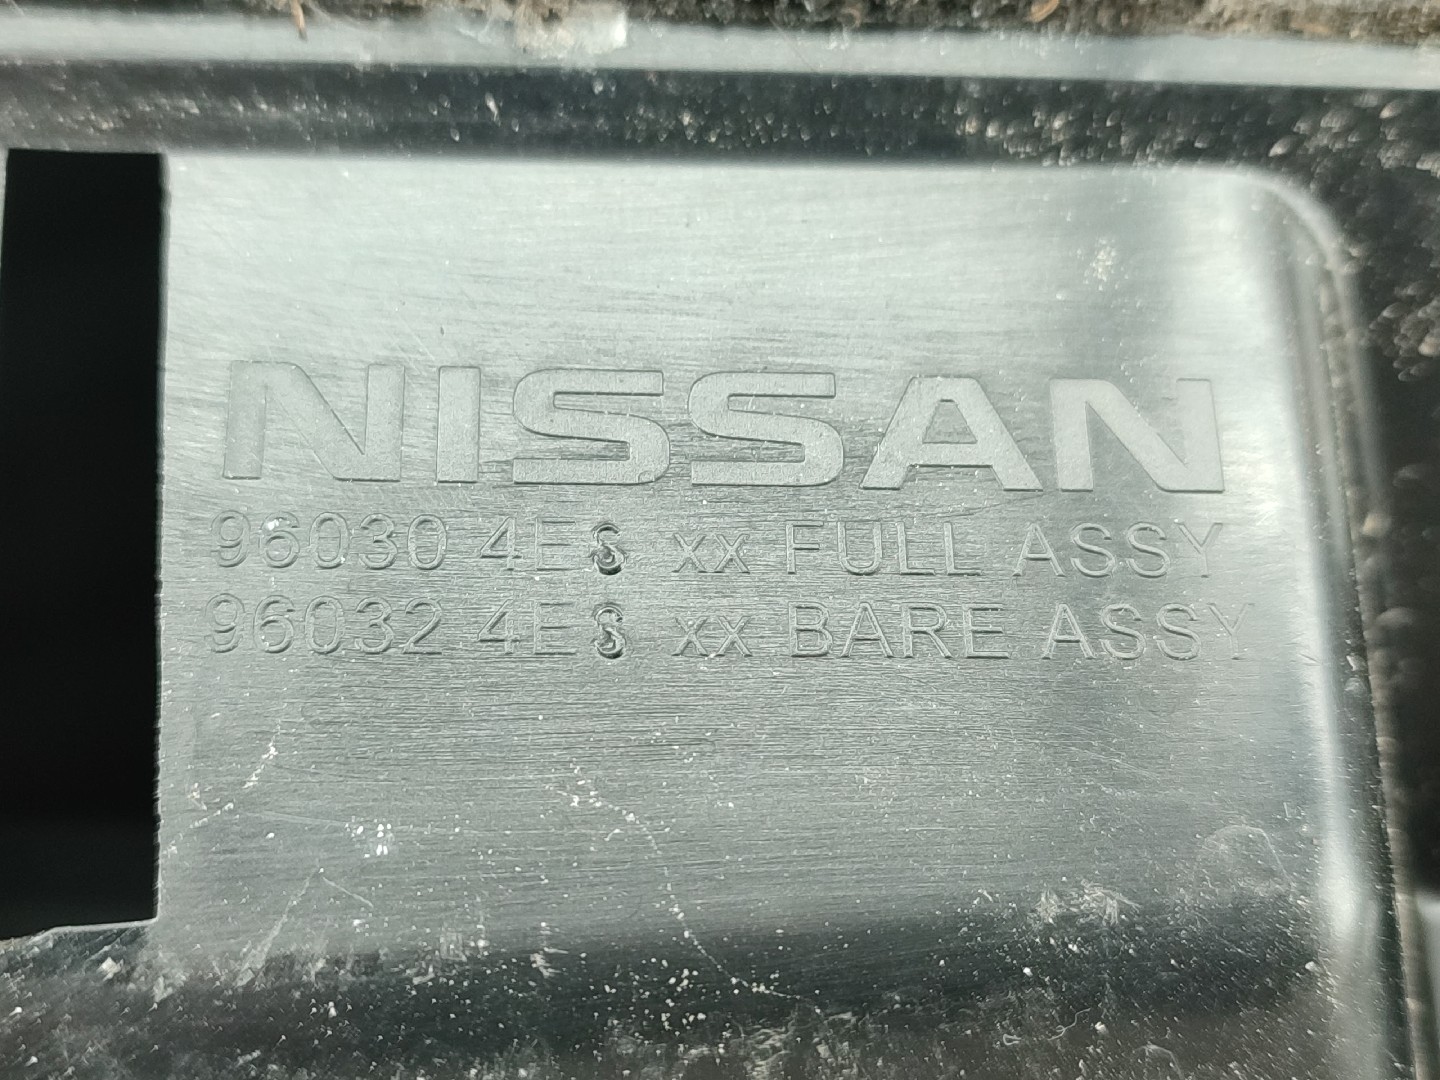 NISSAN
96030 4ES xx FULL ASSY
96032 4ES xx BARE ASSY